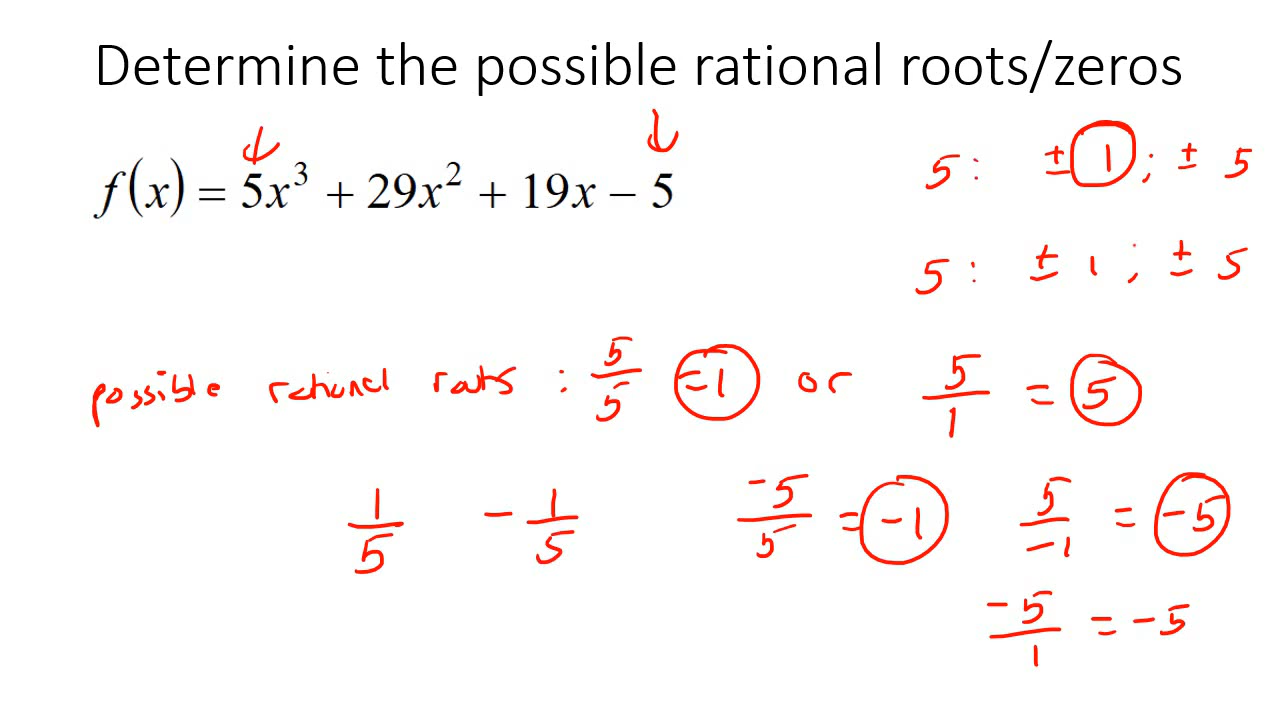 Determine the possible rational roots/zeros
f(x) = 5x³ + 29x² + 19x − 5
5: ± 1 ; ± 5
5: ± 1 ; ± 5
possible rational roots : 5/5 = 1 or 5/1 = 5
1/5 - 1/5 -5/5 = -1 5/-1 = -5
-5/1 = -5